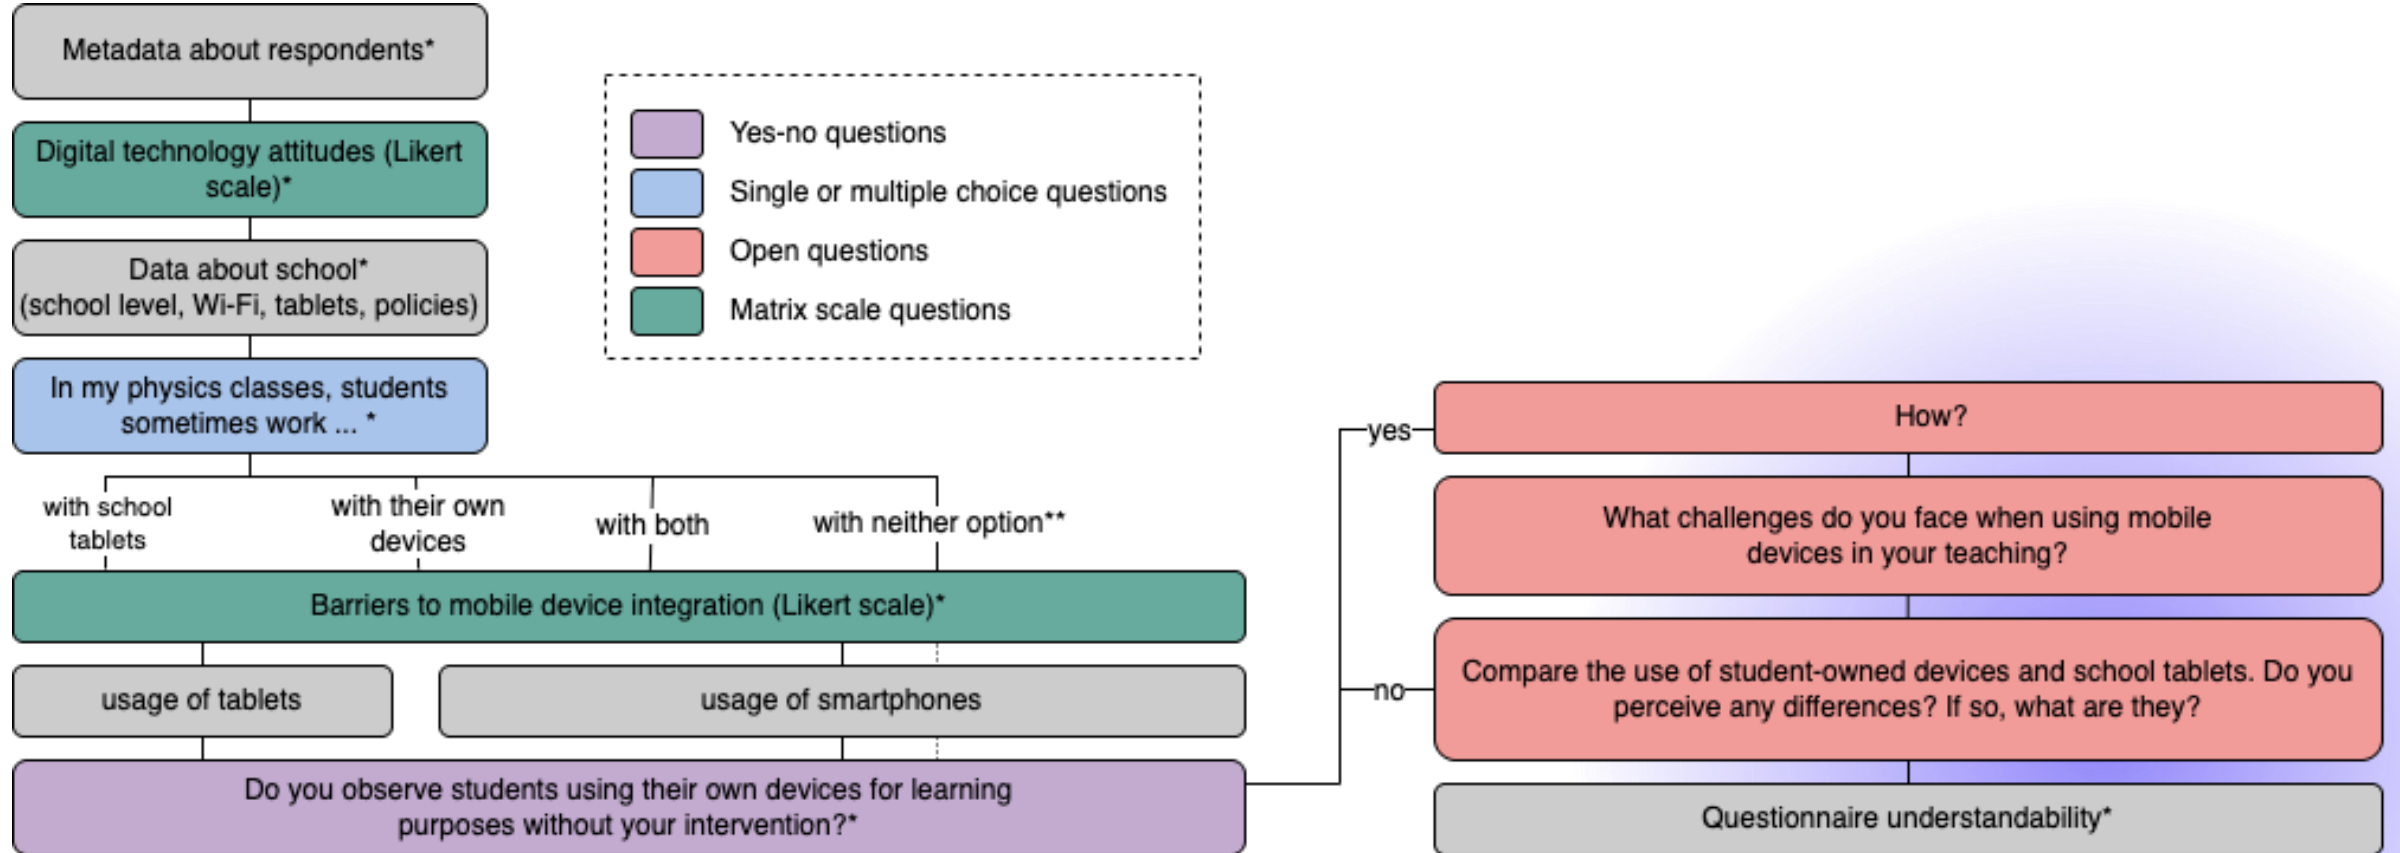 Metadata about respondents*
Digital technology attitudes (Likert
scale)*
Data about school*
(school level, Wi-Fi, tablets, policies)
In my physics classes, students
sometimes work ... *
Yes-no questions
Single or multiple choice questions
Open questions
Matrix scale questions
with school
tablets
with their own
devices
with both
with neither option**
Barriers to mobile device integration (Likert scale)*
usage of tablets
usage of smartphones
Do you observe students using their own devices for learning
purposes without your intervention?*
yes
no
How?
What challenges do you face when using mobile
devices in your teaching?
Compare the use of student-owned devices and school tablets. Do you
perceive any differences? If so, what are they?
Questionnaire understandability*